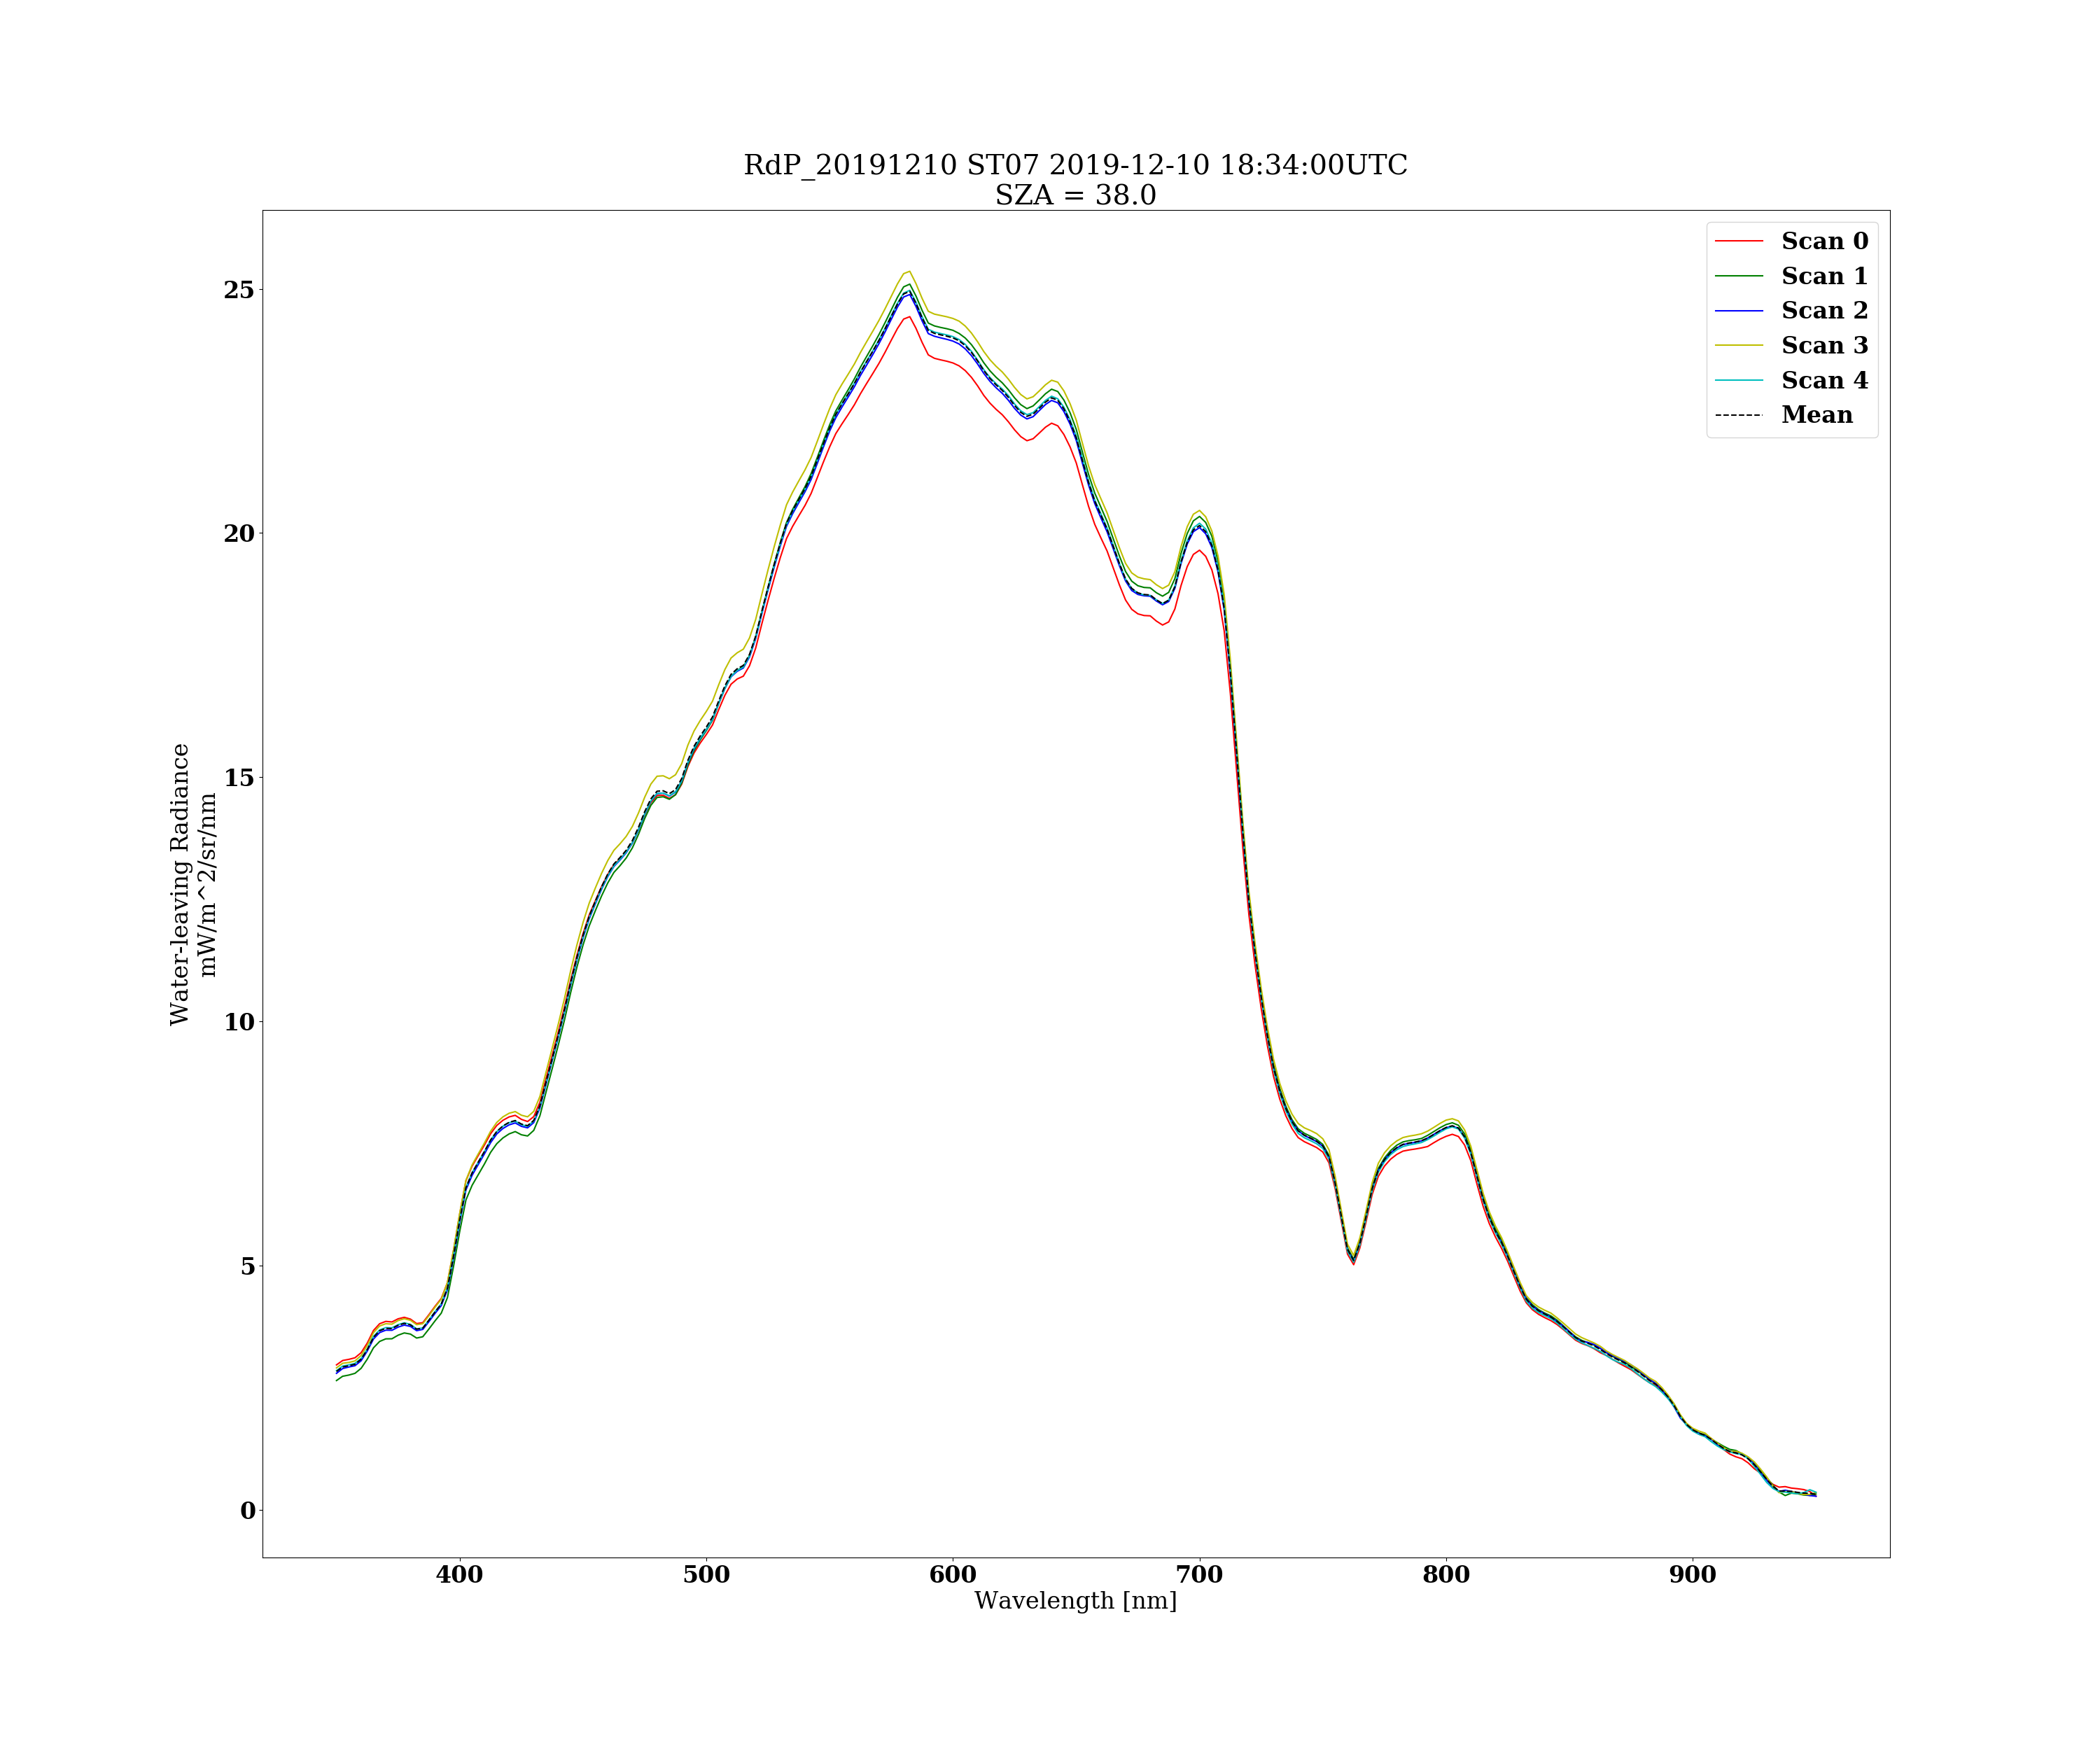 RdP_20191210 ST07 2019-12-10 18:34:00UTC
SZA = 38.0
Scan 0
Scan 1
Scan 2
Scan 3
Scan 4
Mean
Water-leaving Radiance
mW/m^2/sr/nm
25
20
15
10
5
0
400 500 600 700 800 900
Wavelength [nm]